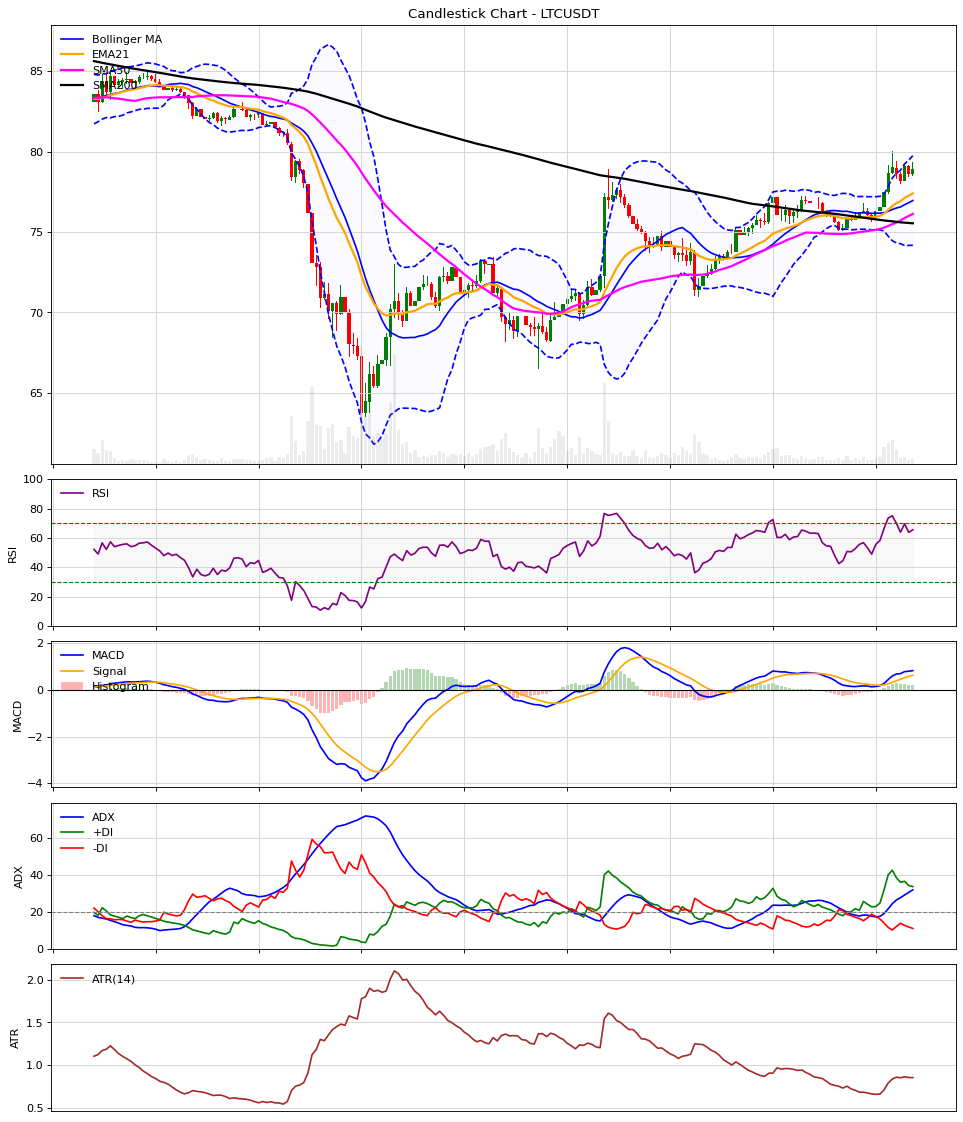 Candlestick Chart - LTCUSDT
Bollinger MA
EMA21
SMA50
SMA200
85
80
75
70
65
RSI
100
80
60
40
20
0
RSI
MACD
Signal
Histogram
2
0
−2
−4
MACD
ADX
+DI
-DI
60
40
20
0
ADX
ATR(14)
2.0
1.5
1.0
0.5
ATR